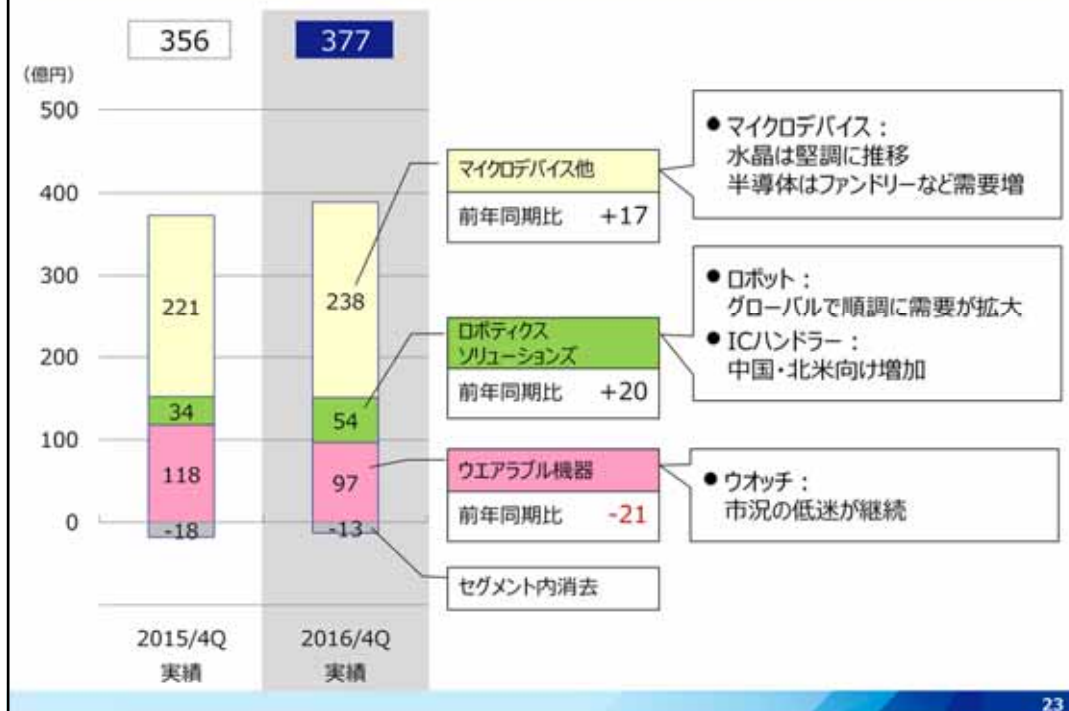 356
377
(億円)
500
400
300
200
100
0
221
34
118
-18
238
54
97
-13
2015/4Q
実績
2016/4Q
実績
マイクロデバイス他
前年同期比 +17
ロボティクス
ソリューションズ
前年同期比 +20
ウエアラブル機器
前年同期比 -21
セグメント内消去
● マイクロデバイス：
水晶は堅調に推移
半導体はファンドリーなど需要増
● ロボット：
グローバルで順調に需要が拡大
● ICハンドラー：
中国・北米向け増加
● ウオッチ：
市況の低迷が継続
23